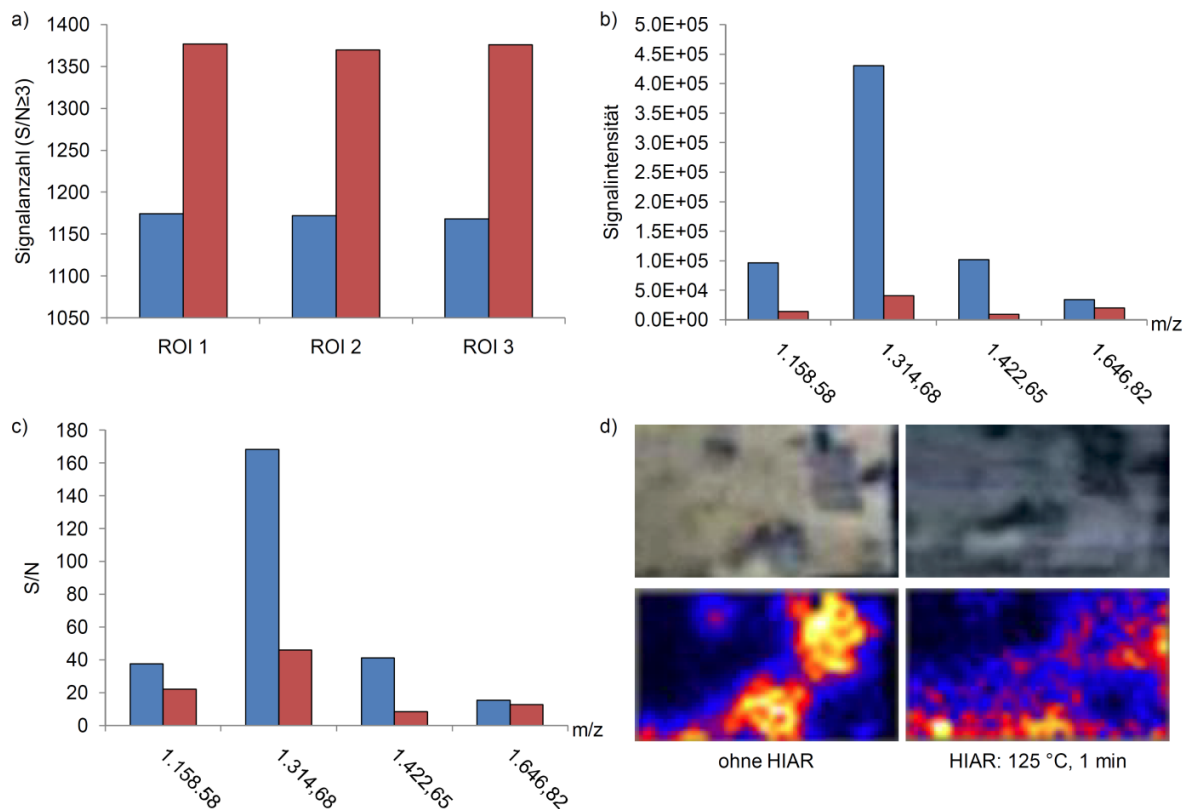 a)
Signalanzahl (S/N≥3)
1400
1350
1300
1250
1200
1150
1100
1050
ROI 1 ROI 2 ROI 3
b)
Signalintensität
5.0E+05
4.5E+05
4.0E+05
3.5E+05
3.0E+05
2.5E+05
2.0E+05
1.5E+05
1.0E+05
5.0E+04
0.0E+00
m/z
1.158.58 1.314,68 1.422,65 1.646,82
c)
S/N
180
160
140
120
100
80
60
40
20
0
m/z
1.158.58 1.314,68 1.422,65 1.646,82
d)
ohne HIAR HIAR: 125 °C, 1 min